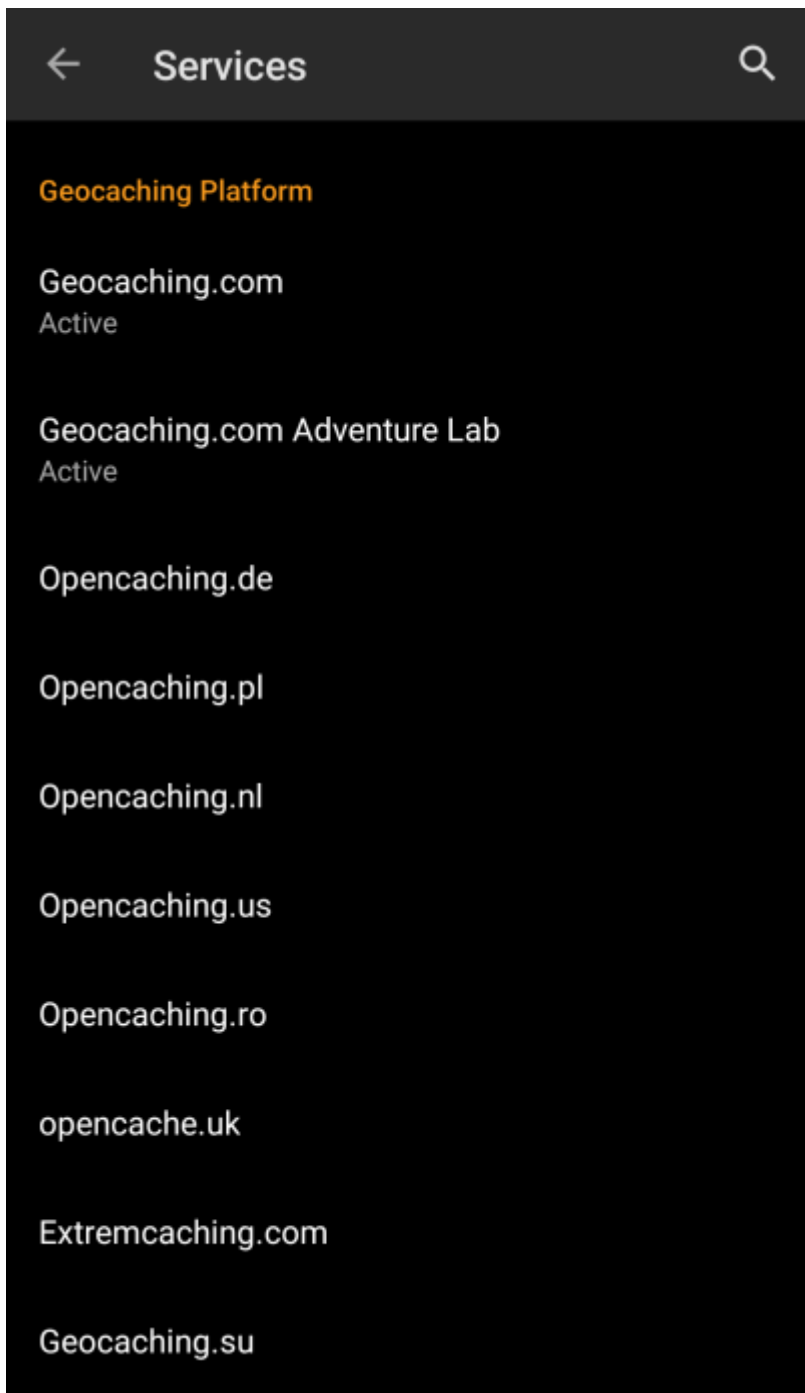 Services
Geocaching Platform
Geocaching.com
Active
Geocaching.com Adventure Lab
Active
Opencaching.de
Opencaching.pl
Opencaching.nl
Opencaching.us
Opencaching.ro
opencache.uk
Extremcaching.com
Geocaching.su